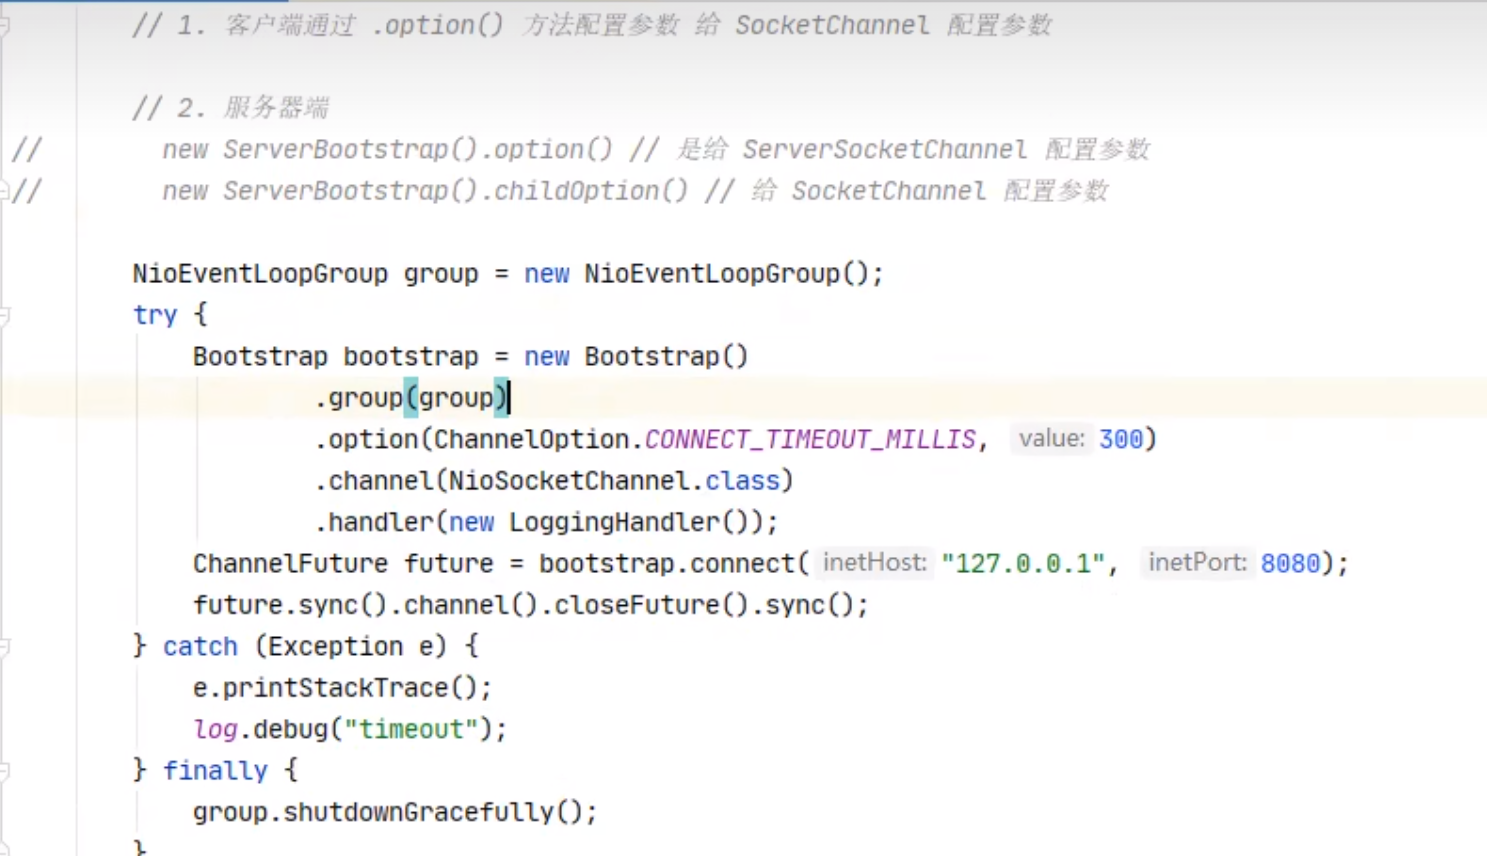 // 1. 客户端通过 .option() 方法配置参数 给 SocketChannel 配置参数
// 2. 服务器端
// new ServerBootstrap().option() // 是给 ServerSocketChannel 配置参数
// new ServerBootstrap().childOption() // 给 SocketChannel 配置参数
NioEventLoopGroup group = new NioEventLoopGroup();
try {
Bootstrap bootstrap = new Bootstrap()
.group(group)
.option(ChannelOption.CONNECT_TIMEOUT_MILLIS, value: 300)
.channel(NioSocketChannel.class)
.handler(new LoggingHandler());
ChannelFuture future = bootstrap.connect( inetHost: "127.0.0.1", inetPort: 8080);
future.sync().channel().closeFuture().sync();
} catch (Exception e) {
e.printStackTrace();
log.debug("timeout");
} finally {
group.shutdownGracefully();
}